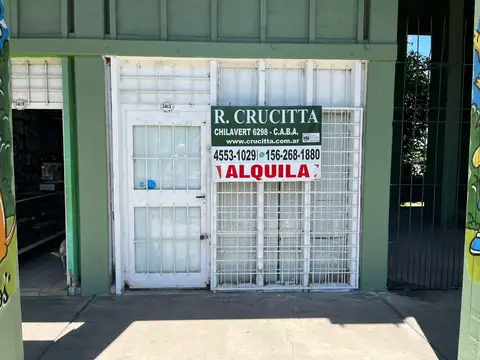 R. CRUCITTA
CHILAVERT 6298 - C.A.B.A.
www.crucitta.com.ar
4553-1029 156-268-1880
ALQUILA